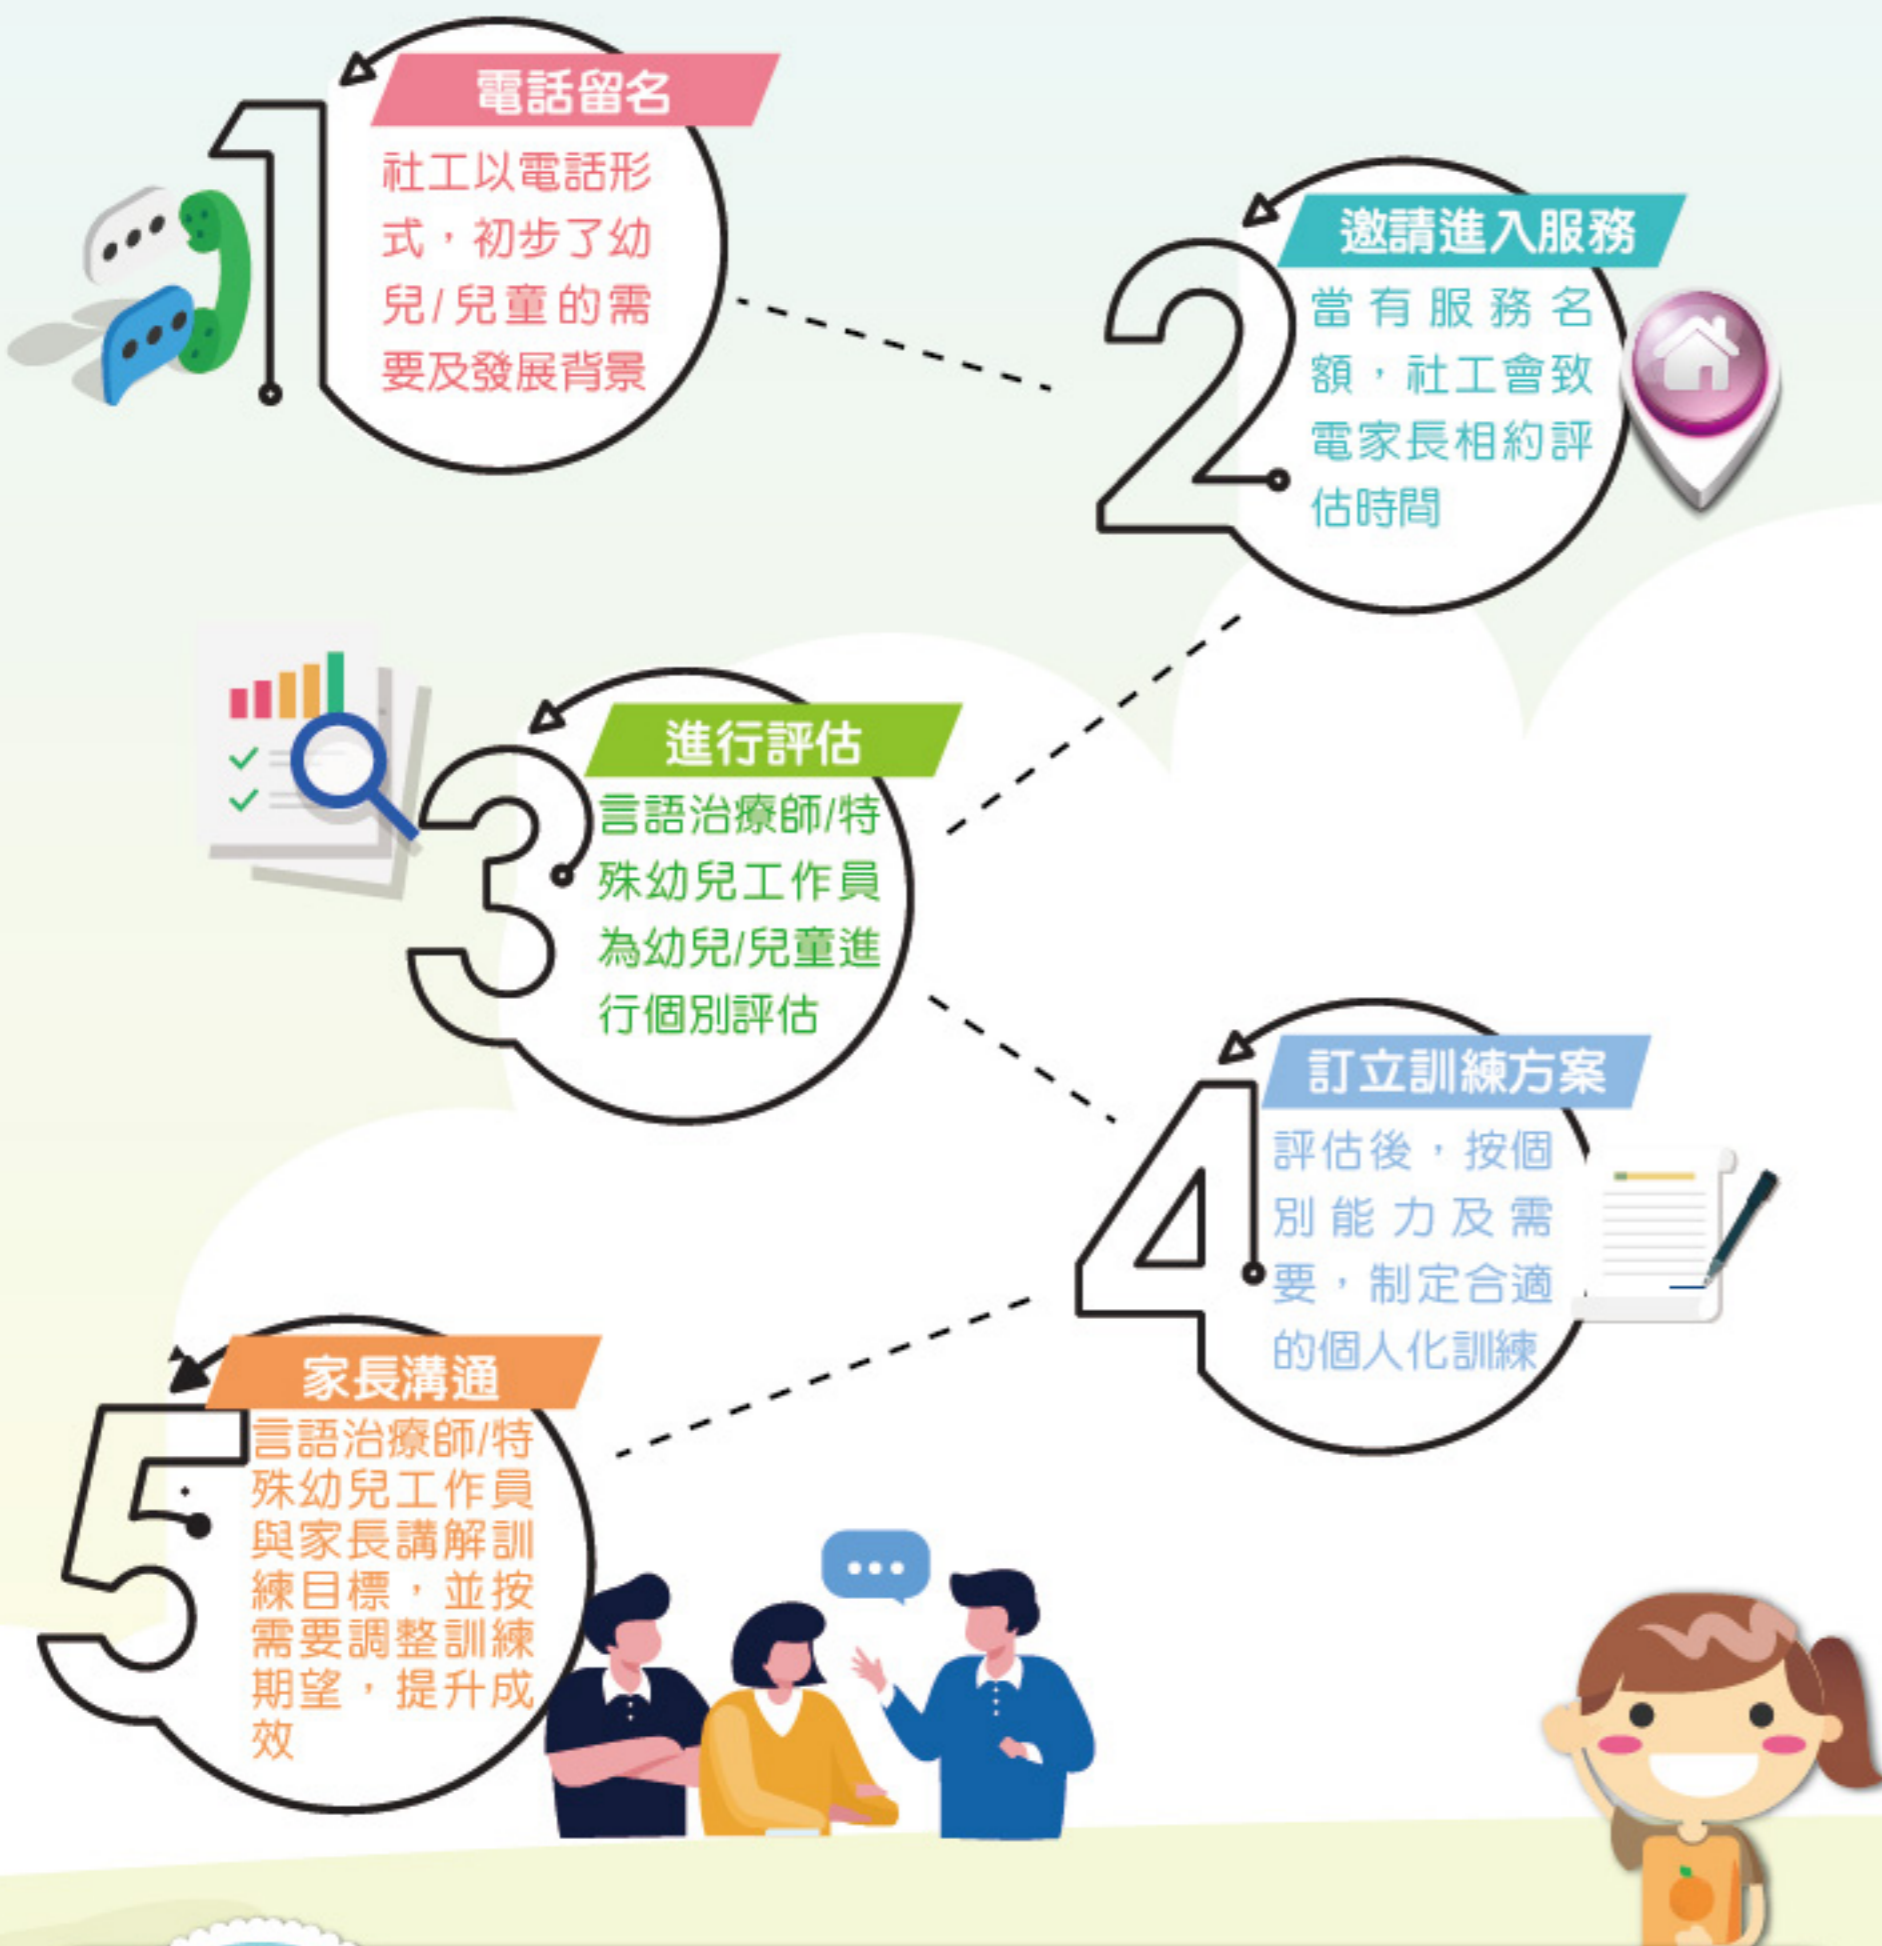 1
電話留名
社工以電話形
式，初步了幼
兒/兒童的需
要及發展背景
2
邀請進入服務
當有服務名
額，社工會致
電家長相約評
估時間
3
進行評估
言語治療師/特
殊幼兒工作員
為幼兒/兒童進
行個別評估
4
訂立訓練方案
評估後，按個
別能力及需
要，制定合適
的個人化訓練
5
家長溝通
言語治療師/特
殊幼兒工作員
與家長講解訓
練目標，並按
需要調整訓練
期望，提升成
效